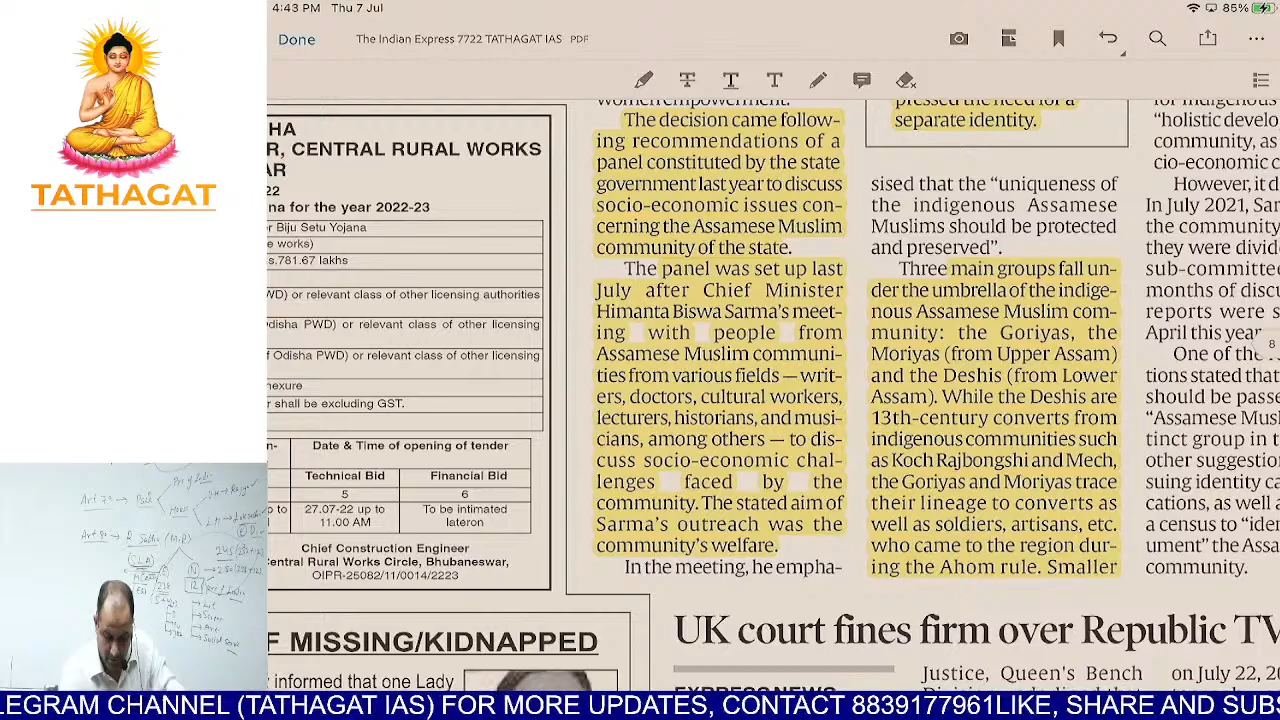 4:43 PM Thu 7 Jul
85%
Done
The Indian Express 7722 TATHAGAT IAS PDF
TATHAGAT
HA
R, CENTRAL RURAL WORKS
AR
22
na for the year 2022-23
r Biju Setu Yojana
e works)
s.781.67 lakhs
WD) or relevant class of other licensing authorities
Odisha PWD) or relevant class of other licensing
f Odisha PWD) or relevant class of other licensing
nexure
r shall be excluding GST.
n-
Date & Time of opening of tender
Technical Bid
Financial Bid
5
6
p to
27.07-22 up to
11.00 AM
To be intimated
lateron
Chief Construction Engineer
entral Rural Works Circle, Bhubaneswar,
OIPR-25082/11/0014/2223
F MISSING/KIDNAPPED
informed that one Lady
women empowerment.
The decision came follow-
ing recommendations of a
panel constituted by the state
government last year to discuss
socio-economic issues con-
cerning the Assamese Muslim
community of the state.
The panel was set up last
July after Chief Minister
Himanta Biswa Sarma's meet-
ing with people from
Assamese Muslim communi-
ties from various fields — writ-
ers, doctors, cultural workers,
lecturers, historians, and musi-
cians, among others — to dis-
cuss socio-economic chal-
lenges faced by the
community. The stated aim of
Sarma's outreach was the
community's welfare.
In the meeting, he empha-
pressed the need for a
separate identity.
sised that the “uniqueness of
the indigenous Assamese
Muslims should be protected
and preserved”.
Three main groups fall un-
der the umbrella of the indige-
nous Assamese Muslim com-
munity: the Goriyas, the
Moriyas (from Upper Assam)
and the Deshis (from Lower
Assam). While the Deshis are
13th-century converts from
indigenous communities such
as Koch Rajbongshi and Mech,
the Goriyas and Moriyas trace
their lineage to converts as
well as soldiers, artisans, etc.
who came to the region dur-
ing the Ahom rule. Smaller
for indigenous
“holistic develo
community, as
cio-economic c
However, it d
In July 2021, Sar
the community
they were divid
sub-committe
months of discu
reports were s
April this year
One of the
tions stated that
should be passe
“Assamese Musl
tinct group in t
other suggestion
suing identity ca
cations, as well a
a census to “iden
ument” the Assa
community.
8
UK court fines firm over Republic TV
EXPRESS NEWS
Justice, Queen's Bench
on July 22, 20
LEGRAM CHANNEL (TATHAGAT IAS) FOR MORE UPDATES, CONTACT 8839177961LIKE, SHARE AND SUBS